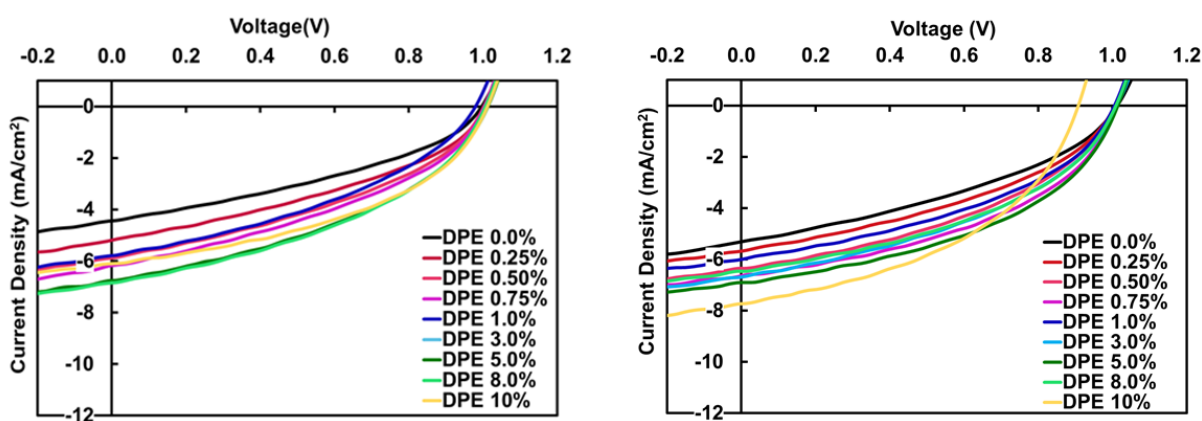 Voltage(V)
-0.2 0.0 0.2 0.4 0.6 0.8 1.0 1.2
0
-2
-4
-6
-8
-10
-12
Current Density (mA/cm²)
DPE 0.0%
DPE 0.25%
DPE 0.50%
DPE 0.75%
DPE 1.0%
DPE 3.0%
DPE 5.0%
DPE 8.0%
DPE 10%
Voltage (V)
-0.2 0.0 0.2 0.4 0.6 0.8 1.0 1.2
0
-2
-4
-6
-8
-10
-12
Current Density (mA/cm²)
DPE 0.0%
DPE 0.25%
DPE 0.50%
DPE 0.75%
DPE 1.0%
DPE 3.0%
DPE 5.0%
DPE 8.0%
DPE 10%